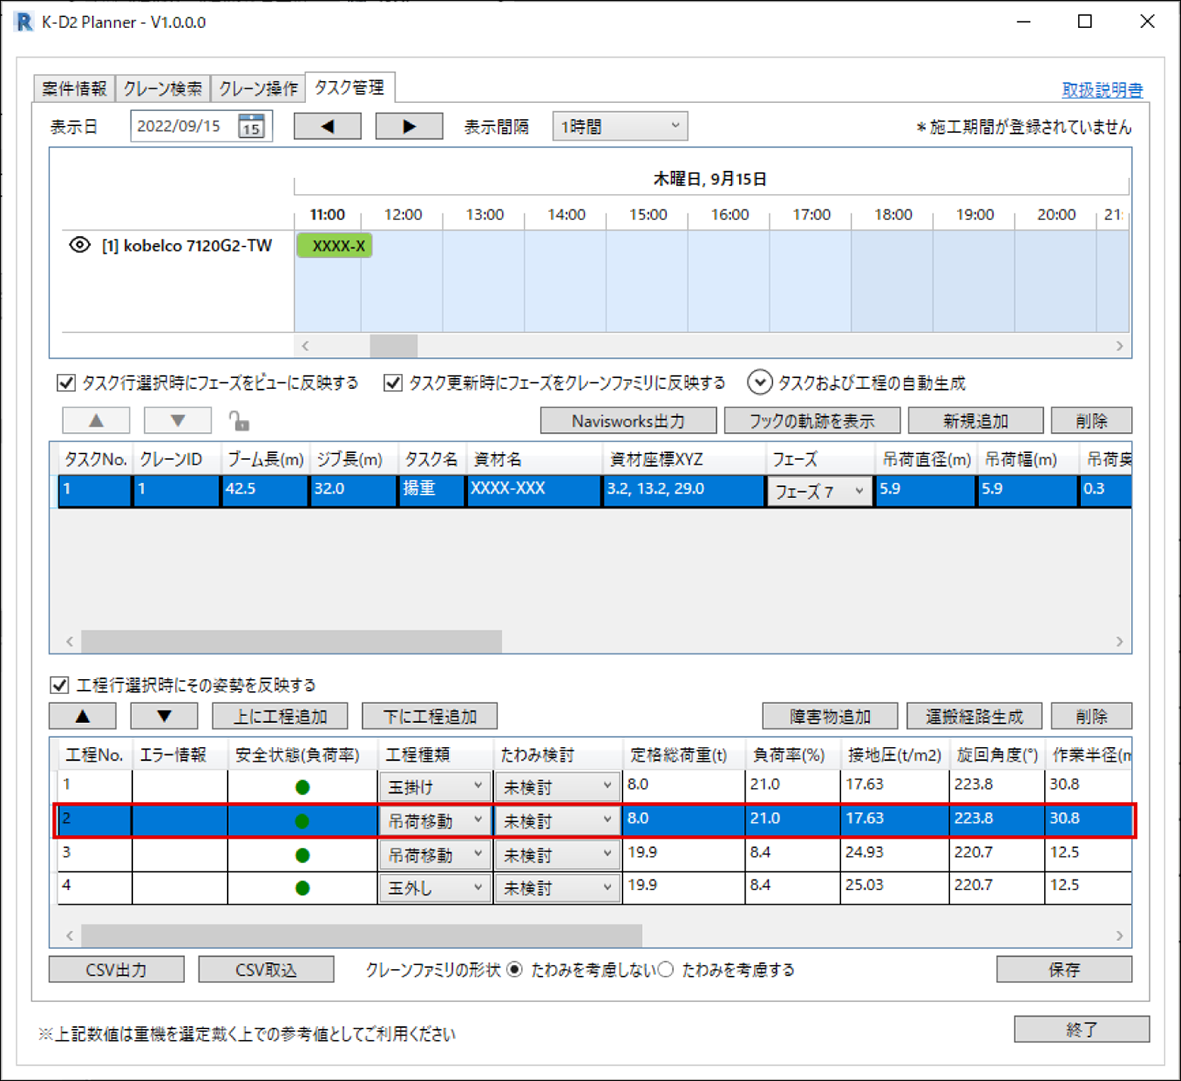 K-D2 Planner - V1.0.0.0
案件情報 クレーン検索 クレーン操作 タスク管理 取扱説明書
表示日 2022/09/15 15 ◀ ▶ 表示間隔 1時間 *施工期間が登録されていません
木曜日, 9月15日
11:00 12:00 13:00 14:00 15:00 16:00 17:00 18:00 19:00 20:00 21:
[1] kobelco 7120G2-TW XXXX-X
タスク行選択時にフェーズをビューに反映する タスク更新時にフェーズをクレーンファミリに反映する タスクおよび工程の自動生成
▲ ▼ Navisworks出力 フックの軌跡を表示 新規追加 削除
タスクNo. クレーンID ブーム長(m) ジブ長(m) タスク名 資材名 資材座標XYZ フェーズ 吊荷直径(m) 吊荷幅(m) 吊荷奥
1 1 42.5 32.0 揚重 XXXX-XXX 3.2, 13.2, 29.0 フェーズ 7 5.9 5.9 0.3
工程行選択時にその姿勢を反映する
▲ ▼ 上に工程追加 下に工程追加 障害物追加 運搬経路生成 削除
工程No. エラー情報 安全状態(負荷率) 工程種類 たわみ検討 定格総荷重(t) 負荷率(%) 接地圧(t/m2) 旋回角度(°) 作業半径(m
1 玉掛け 未検討 8.0 21.0 17.63 223.8 30.8
2 吊荷移動 未検討 8.0 21.0 17.63 223.8 30.8
3 吊荷移動 未検討 19.9 8.4 24.93 220.7 12.5
4 玉外し 未検討 19.9 8.4 25.03 220.7 12.5
CSV出力 CSV取込 クレーンファミリの形状 たわみを考慮しない たわみを考慮する 保存
※上記数値は重機を選定戴く上での参考値としてご利用ください 終了